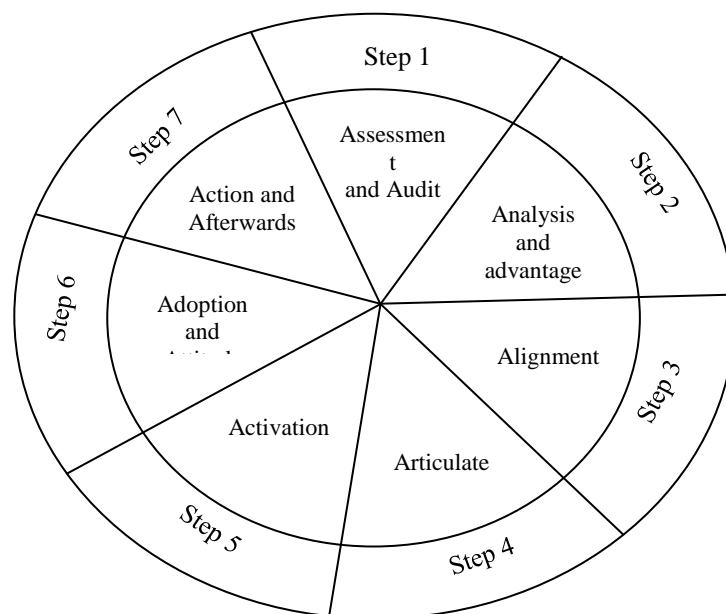 Step 1
Assessmen
t
and Audit
Step 2
Analysis
and
advantage
Step 3
Alignment
Step 4
Articulate
Step 5
Activation
Step 6
Adoption
and
Step 7
Action and
Afterwards